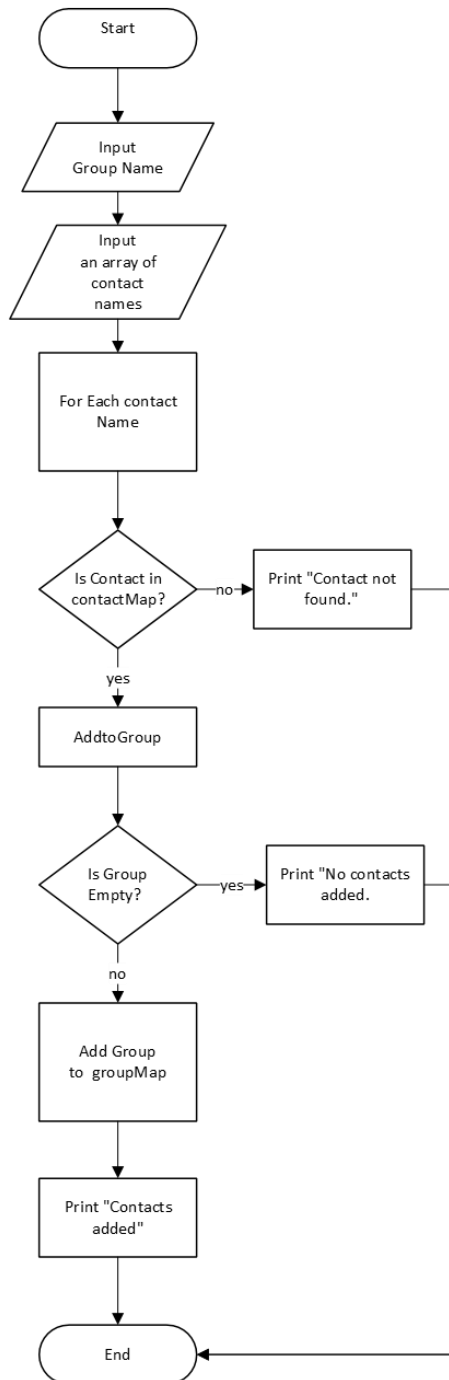 Start
Input
Group Name
Input
an array of
contact
names
For Each contact
Name
Is Contact in
contactMap?
no
Print "Contact not
found."
yes
AddtoGroup
Is Group
Empty?
yes
Print "No contacts
added.
no
Add Group
to groupMap
Print "Contacts
added"
End